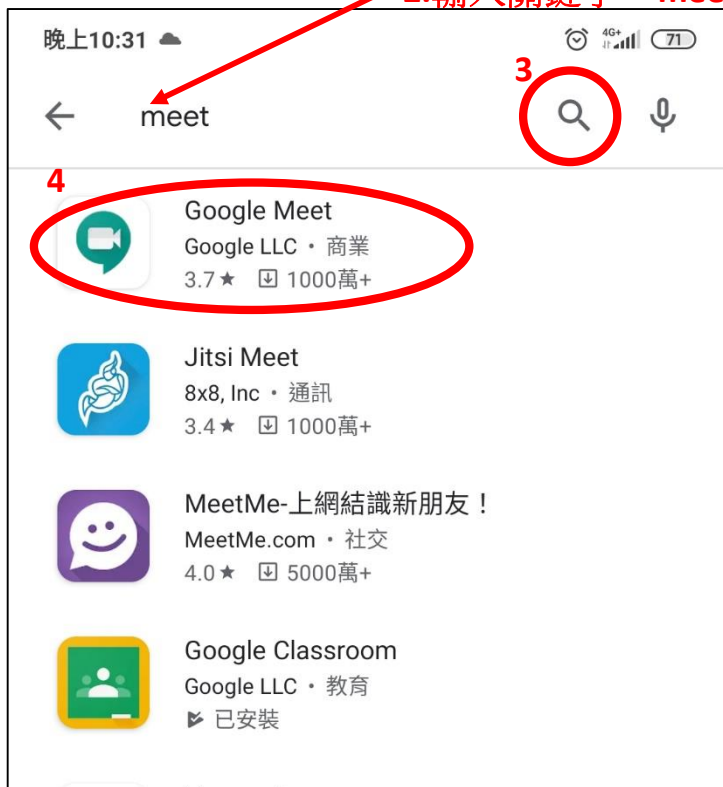 晚上10:31 4G+ 71
3
meet
4
Google Meet
Google LLC・商業
3.7★ 1000萬+
Jitsi Meet
8x8, Inc・通訊
3.4★ 1000萬+
MeetMe-上網結識新朋友！
MeetMe.com・社交
4.0★ 5000萬+
Google Classroom
Google LLC・教育
已安裝